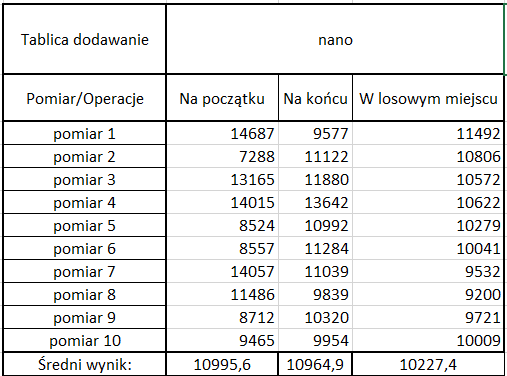 Tablica dodawanie nano
Pomiar/Operacje Na początku Na końcu W losowym miejscu
pomiar 1 14687 9577 11492
pomiar 2 7288 11122 10806
pomiar 3 13165 11880 10572
pomiar 4 14015 13642 10622
pomiar 5 8524 10992 10279
pomiar 6 8557 11284 10041
pomiar 7 14057 11039 9532
pomiar 8 11486 9839 9200
pomiar 9 8712 10320 9721
pomiar 10 9465 9954 10009
Średni wynik: 10995,6 10964,9 10227,4